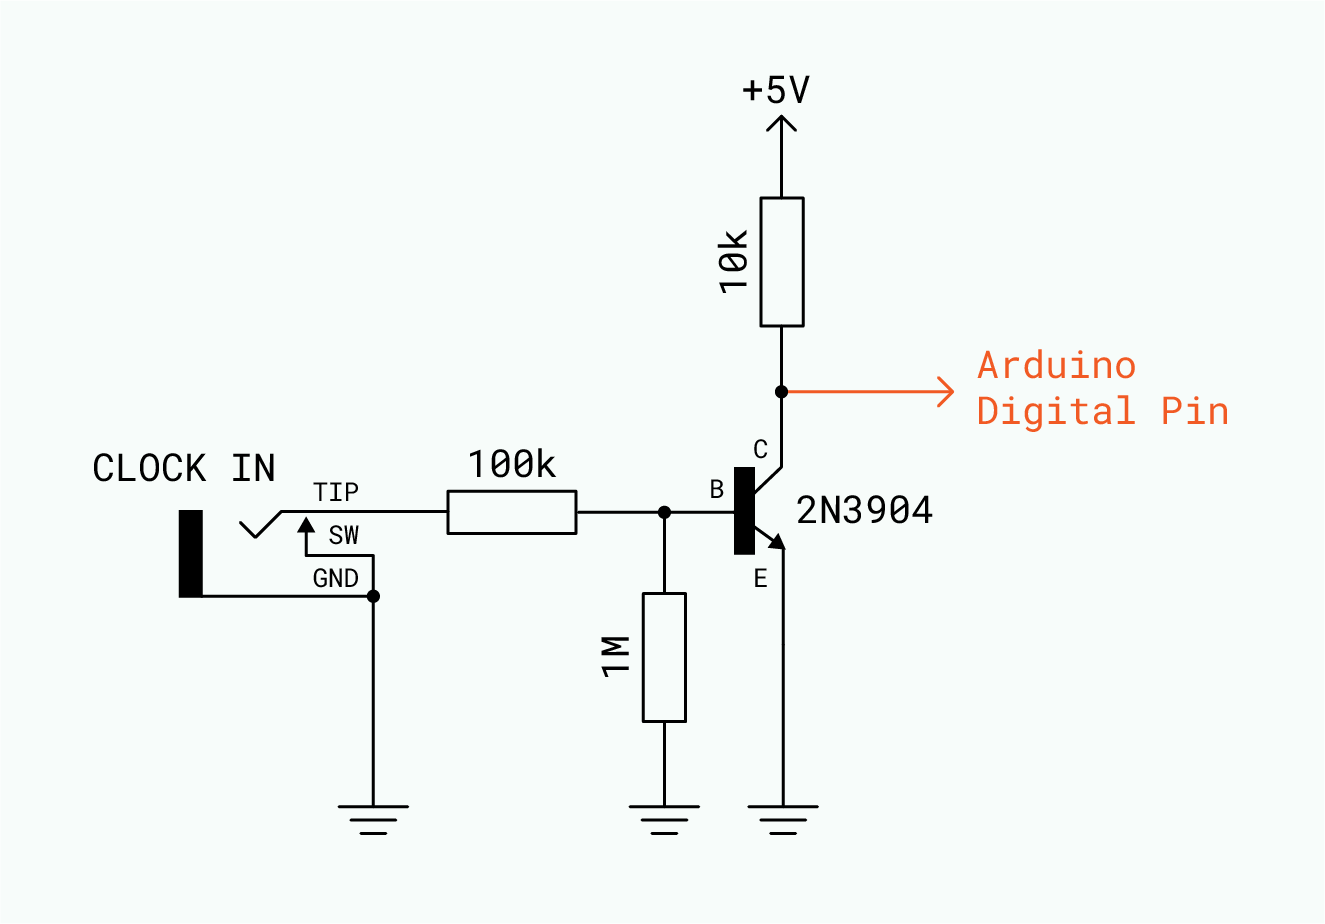 +5V
10k
Arduino
Digital Pin
C
CLOCK IN
100k
TIP
B
2N3904
SW
GND
E
1M